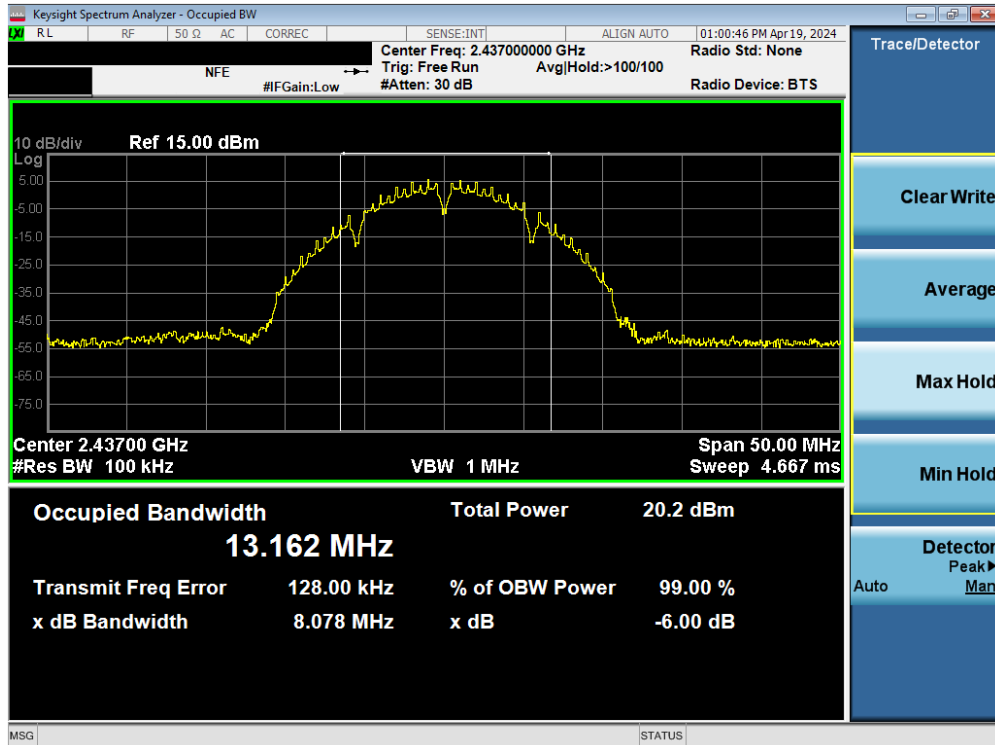 Keysight Spectrum Analyzer - Occupied BW
LXI RL RF 50 Ω AC CORREC SENSE:INT ALIGN AUTO 01:00:46 PM Apr 19, 2024
Center Freq: 2.437000000 GHz Radio Std: None
NFE Trig: Free Run Avg|Hold:>100/100
#IFGain:Low #Atten: 30 dB Radio Device: BTS
10 dB/div Ref 15.00 dBm
Log
5.00
-5.00
-15.0
-25.0
-35.0
-45.0
-55.0
-65.0
-75.0
Center 2.43700 GHz Span 50.00 MHz
#Res BW 100 kHz VBW 1 MHz Sweep 4.667 ms
Occupied Bandwidth Total Power 20.2 dBm
13.162 MHz
Transmit Freq Error 128.00 kHz % of OBW Power 99.00 %
x dB Bandwidth 8.078 MHz x dB -6.00 dB
MSG STATUS
Trace/Detector
Clear Write
Average
Max Hold
Min Hold
Detector
Peak▶
Auto Man